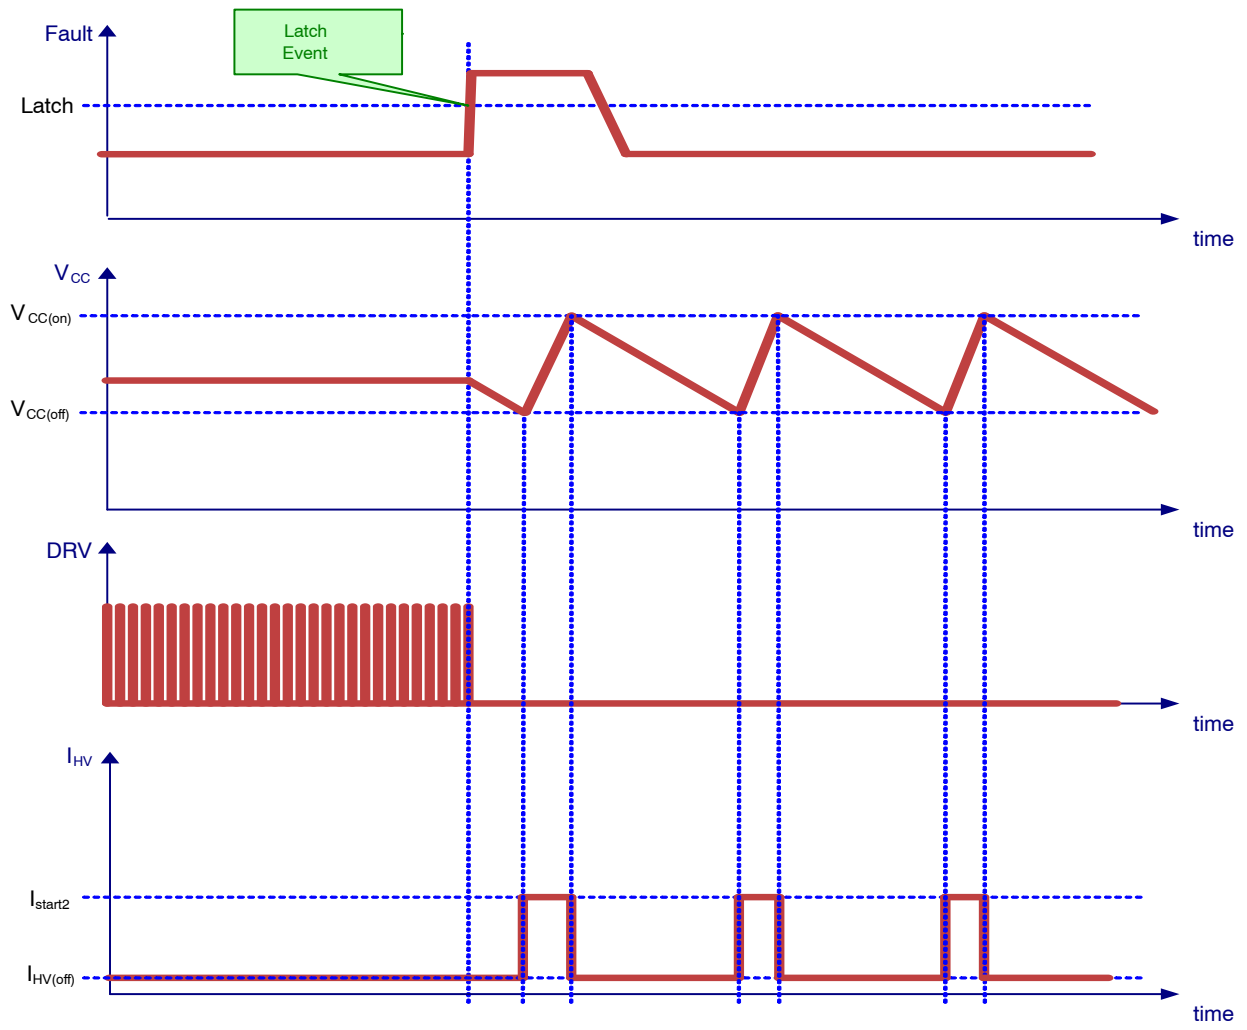 Fault
Latch
Event
Latch
time
VCC
VCC(on)
VCC(off)
time
DRV
time
IHV
Istart2
IHV(off)
time